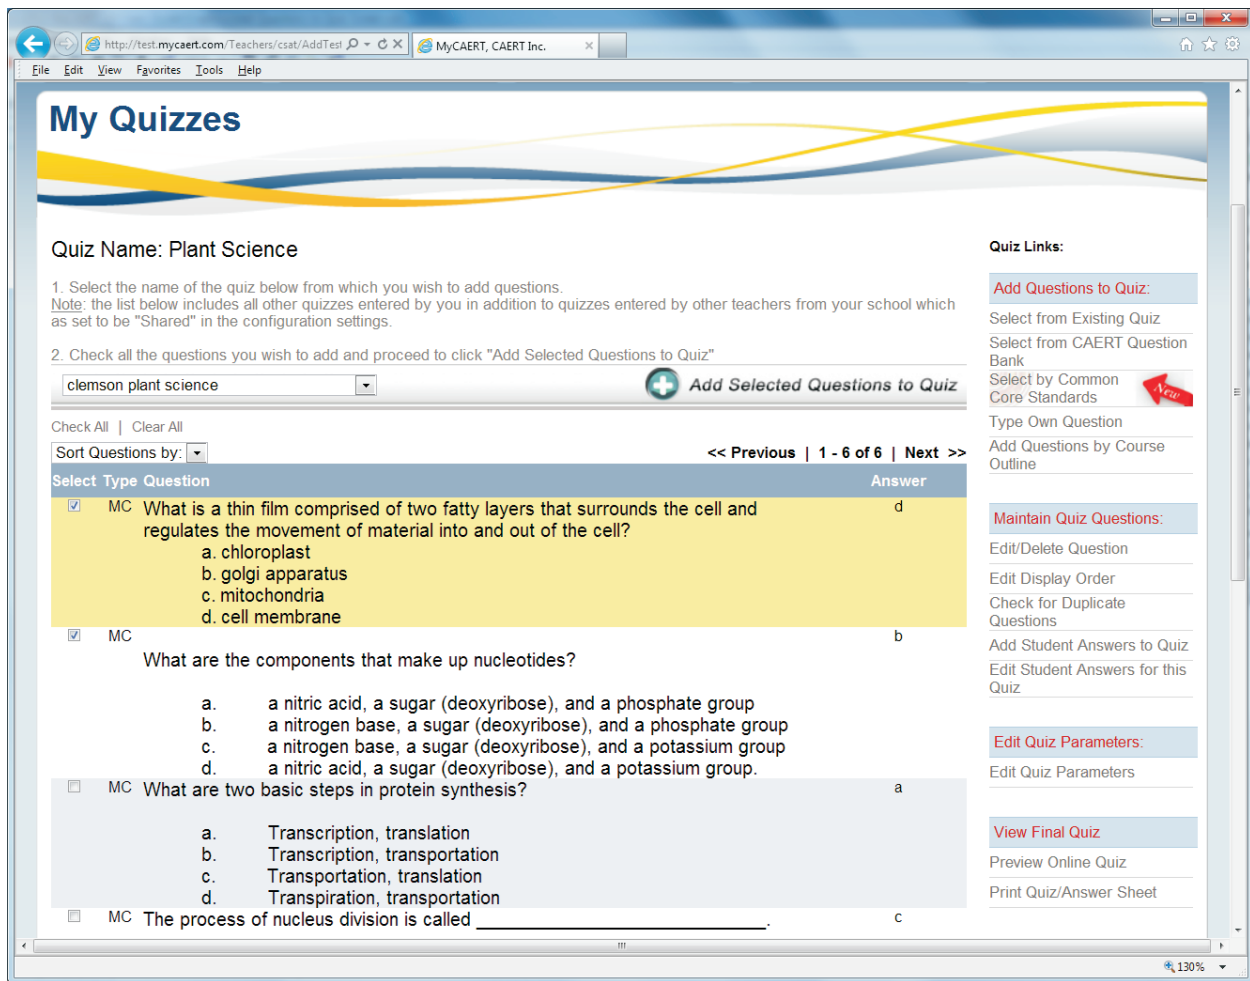 http://test.mycaert.com/Teachers/csat/AddTest
MyCAERT, CAERT Inc.
File Edit View Favorites Tools Help
My Quizzes
Quiz Name: Plant Science
1. Select the name of the quiz below from which you wish to add questions.
Note: the list below includes all other quizzes entered by you in addition to quizzes entered by other teachers from your school which
as set to be "Shared" in the configuration settings.
2. Check all the questions you wish to add and proceed to click "Add Selected Questions to Quiz"
clemson plant science
Add Selected Questions to Quiz
Check All | Clear All
Sort Questions by:
<< Previous | 1 - 6 of 6 | Next >>
Select Type Question Answer
MC What is a thin film comprised of two fatty layers that surrounds the cell and d
regulates the movement of material into and out of the cell?
a. chloroplast
b. golgi apparatus
c. mitochondria
d. cell membrane
MC b
What are the components that make up nucleotides?
a. a nitric acid, a sugar (deoxyribose), and a phosphate group
b. a nitrogen base, a sugar (deoxyribose), and a phosphate group
c. a nitrogen base, a sugar (deoxyribose), and a potassium group
d. a nitric acid, a sugar (deoxyribose), and a potassium group.
MC What are two basic steps in protein synthesis? a
a. Transcription, translation
b. Transcription, transportation
c. Transportation, translation
d. Transpiration, transportation
MC The process of nucleus division is called ____________________. c
Quiz Links:
Add Questions to Quiz:
Select from Existing Quiz
Select from CAERT Question
Bank
Select by Common
Core Standards
New
Type Own Question
Add Questions by Course
Outline
Maintain Quiz Questions:
Edit/Delete Question
Edit Display Order
Check for Duplicate
Questions
Add Student Answers to Quiz
Edit Student Answers for this
Quiz
Edit Quiz Parameters:
Edit Quiz Parameters
View Final Quiz
Preview Online Quiz
Print Quiz/Answer Sheet
130%